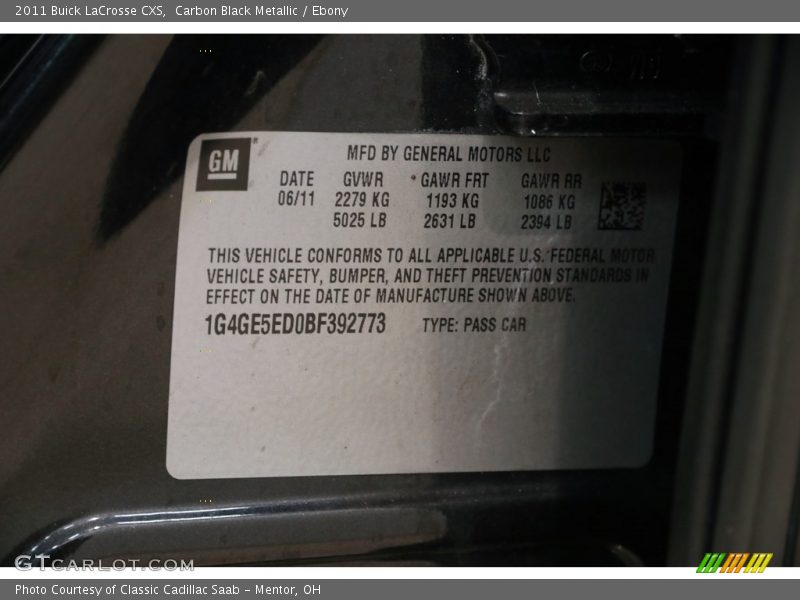 2011 Buick LaCrosse CXS,  Carbon Black Metallic / Ebony
GM
MFD BY GENERAL MOTORS LLC
DATE GVWR GAWR FRT GAWR RR
06/11 2279 KG 1193 KG 1086 KG
5025 LB 2631 LB 2394 LB
THIS VEHICLE CONFORMS TO ALL APPLICABLE U.S. FEDERAL MOTOR
VEHICLE SAFETY, BUMPER, AND THEFT PREVENTION STANDARDS IN
EFFECT ON THE DATE OF MANUFACTURE SHOWN ABOVE.
1G4GE5ED0BF392773 TYPE: PASS CAR
GTCARLOT.COM
Photo Courtesy of Classic Cadillac Saab – Mentor, OH